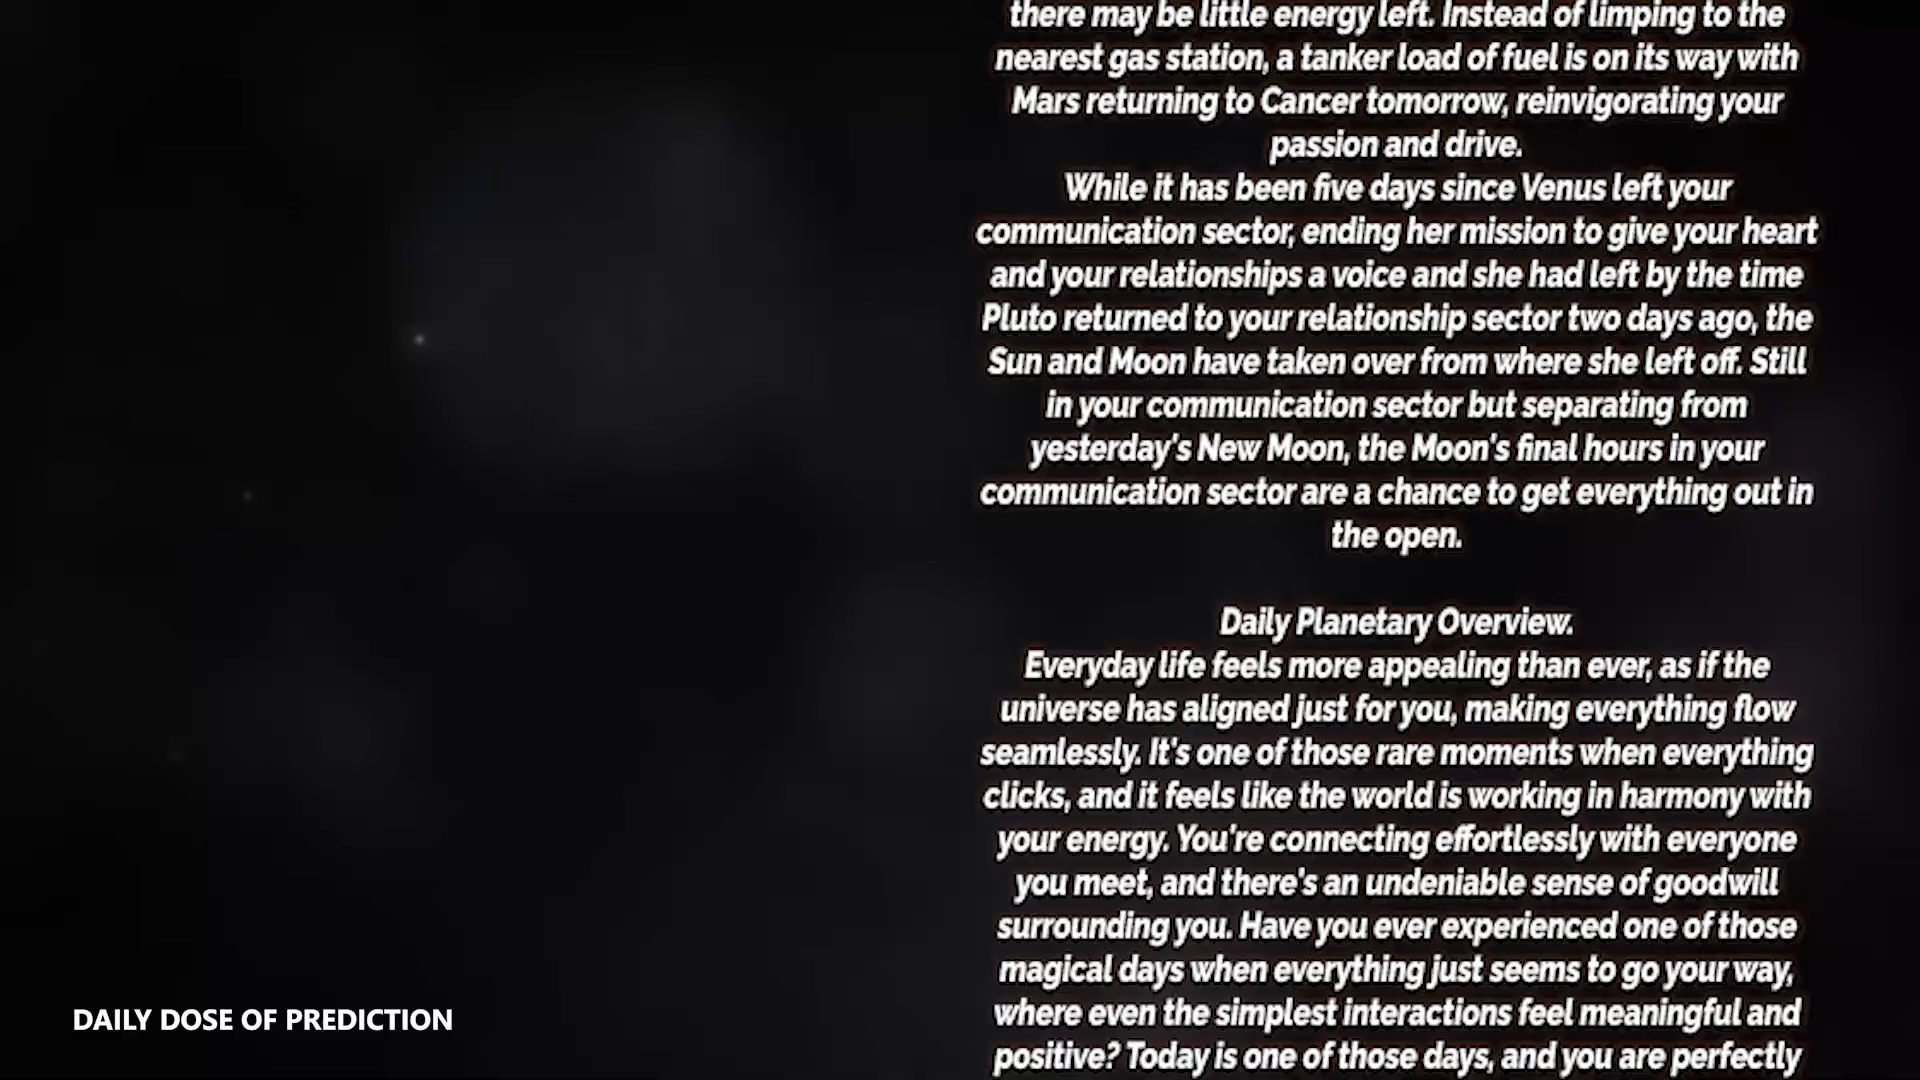 there may be little energy left. Instead of limping to the
nearest gas station, a tanker load of fuel is on its way with
Mars returning to Cancer tomorrow, reinvigorating your
passion and drive.
While it has been five days since Venus left your
communication sector, ending her mission to give your heart
and your relationships a voice and she had left by the time
Pluto returned to your relationship sector two days ago, the
Sun and Moon have taken over from where she left off. Still
in your communication sector but separating from
yesterday's New Moon, the Moon's final hours in your
communication sector are a chance to get everything out in
the open.
Daily Planetary Overview.
Everyday life feels more appealing than ever, as if the
universe has aligned just for you, making everything flow
seamlessly. It's one of those rare moments when everything
clicks, and it feels like the world is working in harmony with
your energy. You're connecting effortlessly with everyone
you meet, and there's an undeniable sense of goodwill
surrounding you. Have you ever experienced one of those
magical days when everything just seems to go your way,
where even the simplest interactions feel meaningful and
positive? Today is one of those days, and you are perfectly
DAILY DOSE OF PREDICTION